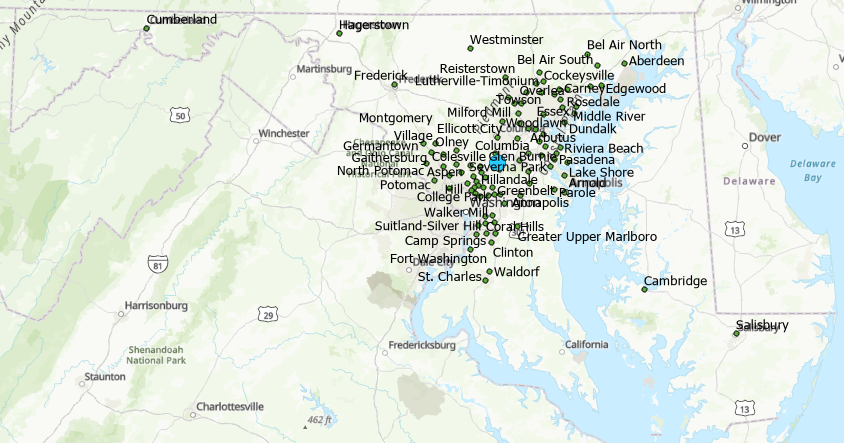 Wilmington
Cumberland
Hagerstown
Westminster
Bel Air North
Bel Air South
Aberdeen
Reisterstown
Cockeysville
Martinsburg
Frederick
Lutherville-Timonium
Carney
Edgewood
Overlea
Towson
Rosedale
50
Milford Mill
Essex
Middle River
Montgomery
Village
Woodlawn
Dundalk
Winchester
Ellicott City
Arbutus
Dover
Olney
Germantown
Columbia
Riviera Beach
Gaithersburg
Colesville
Glen Burnie
Pasadena
Delaware
Bay
North Potomac
Aspen
Hill
Severna Park
Lake Shore
Delaware
Potomac
Hillandale
Arnold
Greenbelt
Parole
College Park
Washington
Annapolis
Walker Mill
Suitland-Silver Hill
Coral Hills
13
Camp Springs
Greater Upper Marlboro
Clinton
Fort Washington
Dale City
81
St. Charles
Waldorf
Cambridge
Harrisonburg
29
Salisbury
Fredericksburg
California
Shenandoah
National Park
Staunton
Charlottesville
462 ft
13